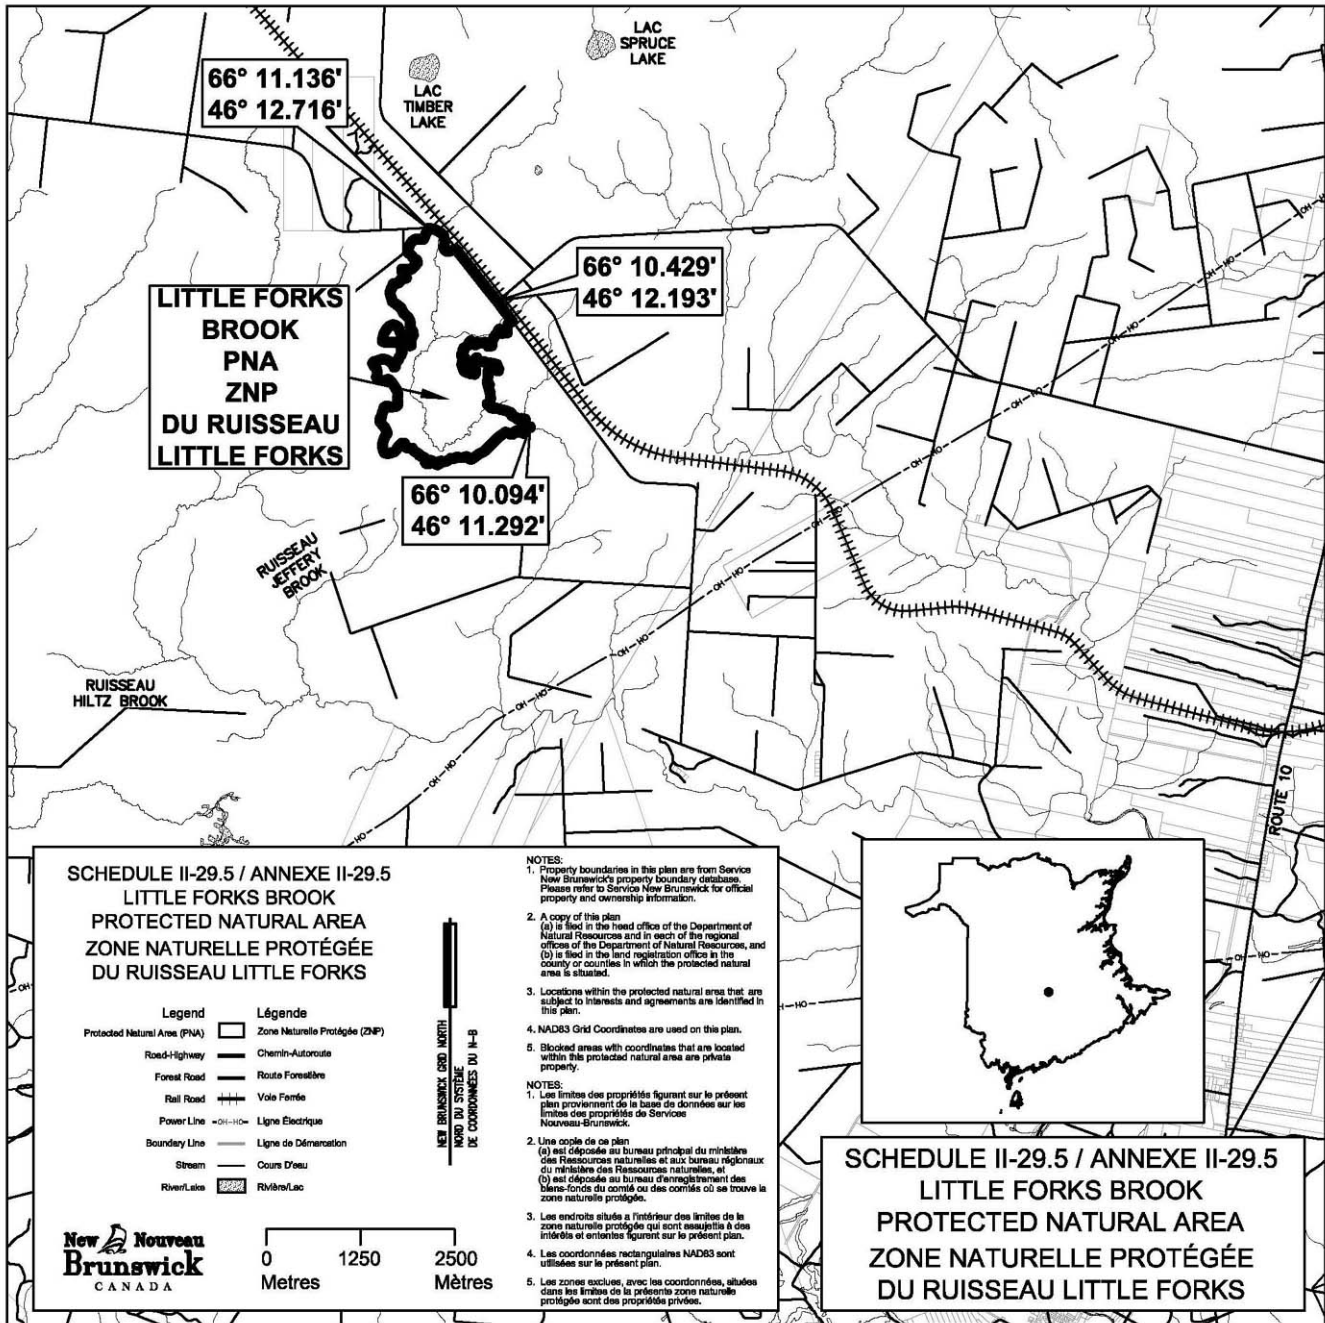 LAC
SPRUCE
LAKE
66° 11.136'
46° 12.716'
LAC
TIMBER
LAKE
66° 10.429'
46° 12.193'
LITTLE FORKS
BROOK
PNA
ZNP
DU RUISSEAU
LITTLE FORKS
66° 10.094'
46° 11.292'
RUISSEAU
JEFFERY
BROOK
RUISSEAU
HILTZ BROOK
OH-HO
OH-HO
OH-HO
OH-HO
OH-HO
OH-HO
OH-HO
OH-HO
ROUTE 10
SCHEDULE II-29.5 / ANNEXE II-29.5
LITTLE FORKS BROOK
PROTECTED NATURAL AREA
ZONE NATURELLE PROTÉGÉE
DU RUISSEAU LITTLE FORKS
Legend Légende
Protected Natural Area (PNA) Zone Naturelle Protégée (ZNP)
Road-Highway Chemin-Autoroute
Forest Road Route Forestière
Rail Road Voie Ferrée
Power Line OH-HO Ligne Électrique
Boundary Line Ligne de Démarcation
Stream Cours D'eau
River/Lake Rivière/Lac
NEW BRUNSWICK GRID NORTH
NORD DU SYSTÈME
DE COORDONNÉES DU N-B
New Nouveau
Brunswick
CANADA
0 1250 2500
Metres Mètres
NOTES:
1. Property boundaries in this plan are from Service
New Brunswick's property boundary database.
Please refer to Service New Brunswick for official
property and ownership information.
2. A copy of this plan
(a) is filed in the head office of the Department of
Natural Resources and in each of the regional
offices of the Department of Natural Resources, and
(b) is filed in the land registration office in the
county or counties in which the protected natural
area is situated.
3. Locations within the protected natural area that are
subject to interests and agreements are identified in
this plan.
4. NAD83 Grid Coordinates are used on this plan.
5. Blocked areas with coordinates that are located
within this protected natural area are private
property.
NOTES:
1. Les limites des propriétés figurant sur le présent
plan proviennent de la base de données sur les
limites des propriétés de Services
Nouveau-Brunswick.
2. Une copie de ce plan
(a) est déposée au bureau principal du ministère
des Ressources naturelles et aux bureau régionaux
du ministère des Ressources naturelles, et
(b) est déposée au bureau d'enregistrement des
biens-fonds du comté ou des comtés où se trouve la
zone naturelle protégée.
3. Les endroits situés a l'intérieur des limites de la
zone naturelle protégée qui sont assujettis à des
intérêts et ententes figurent sur le présent plan.
4. Les coordonnées rectangulaires NAD83 sont
utilisées sur le présent plan.
5. Les zones exclues, avec les coordonnées, situées
dans les limites de la présente zone naturelle
protégée sont des propriétés privées.
SCHEDULE II-29.5 / ANNEXE II-29.5
LITTLE FORKS BROOK
PROTECTED NATURAL AREA
ZONE NATURELLE PROTÉGÉE
DU RUISSEAU LITTLE FORKS